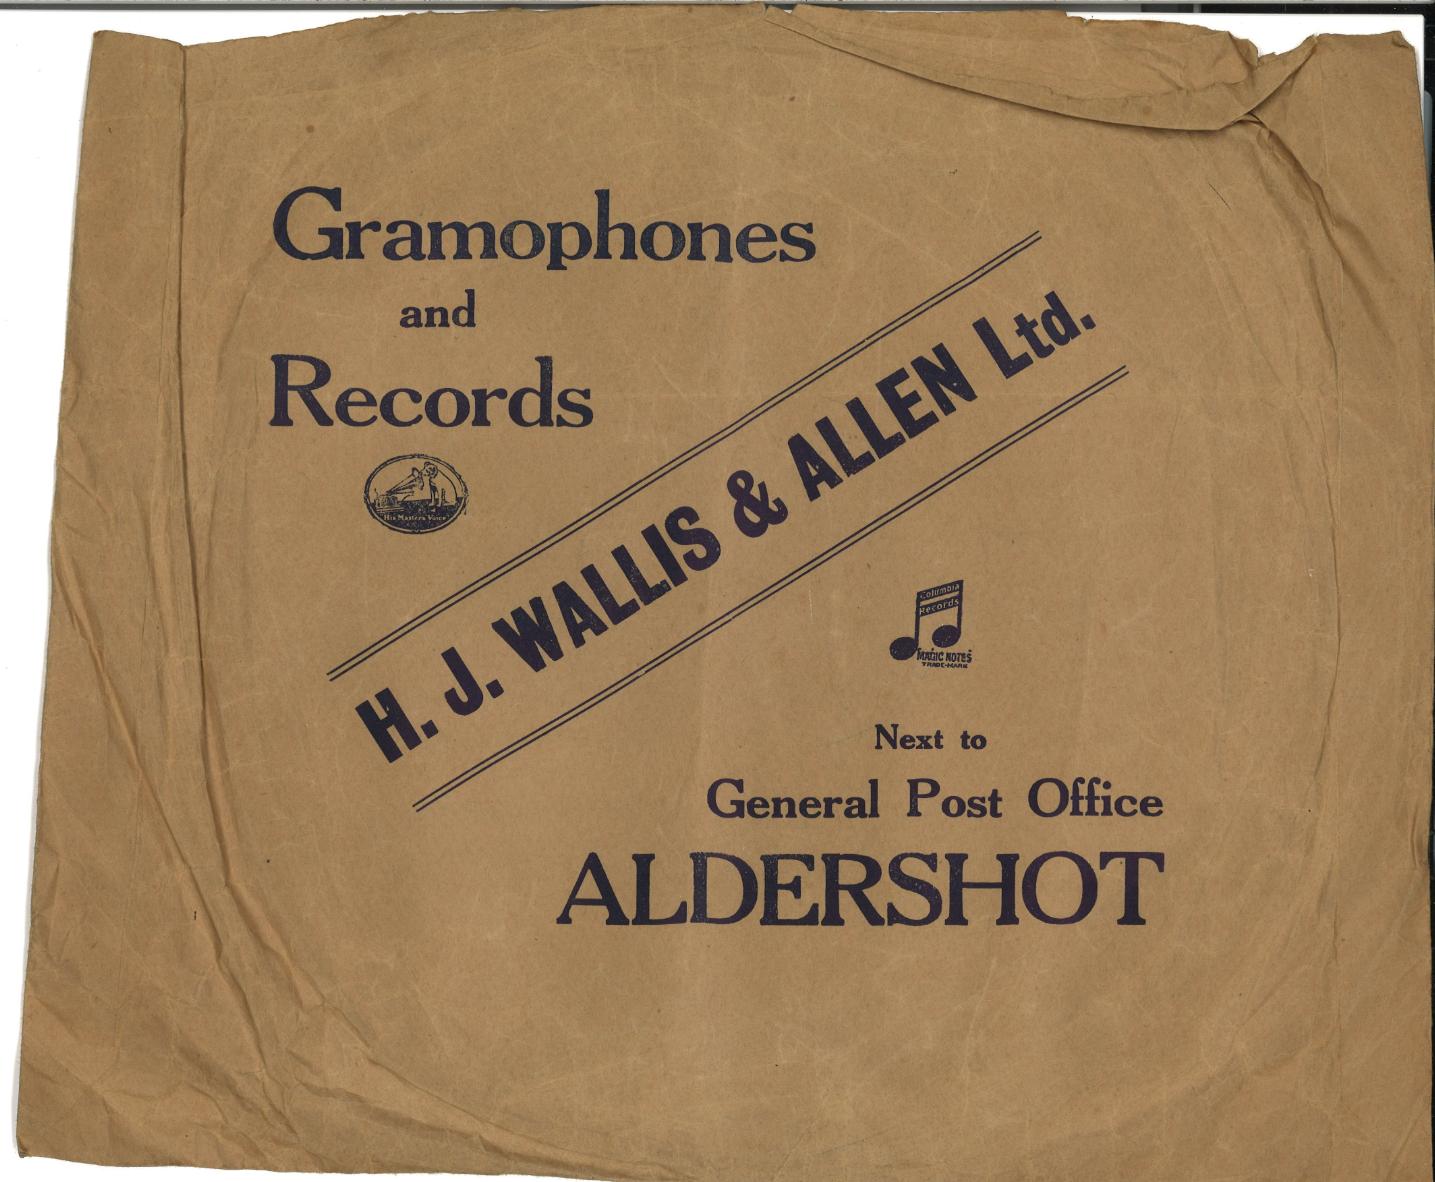 Gramophones
and
Records
His Masters Voice
H. J. WALLIS & ALLEN Ltd.
Columbia
Records
MAGIC NOTES
TRADE-MARK
Next to
General Post Office
ALDERSHOT